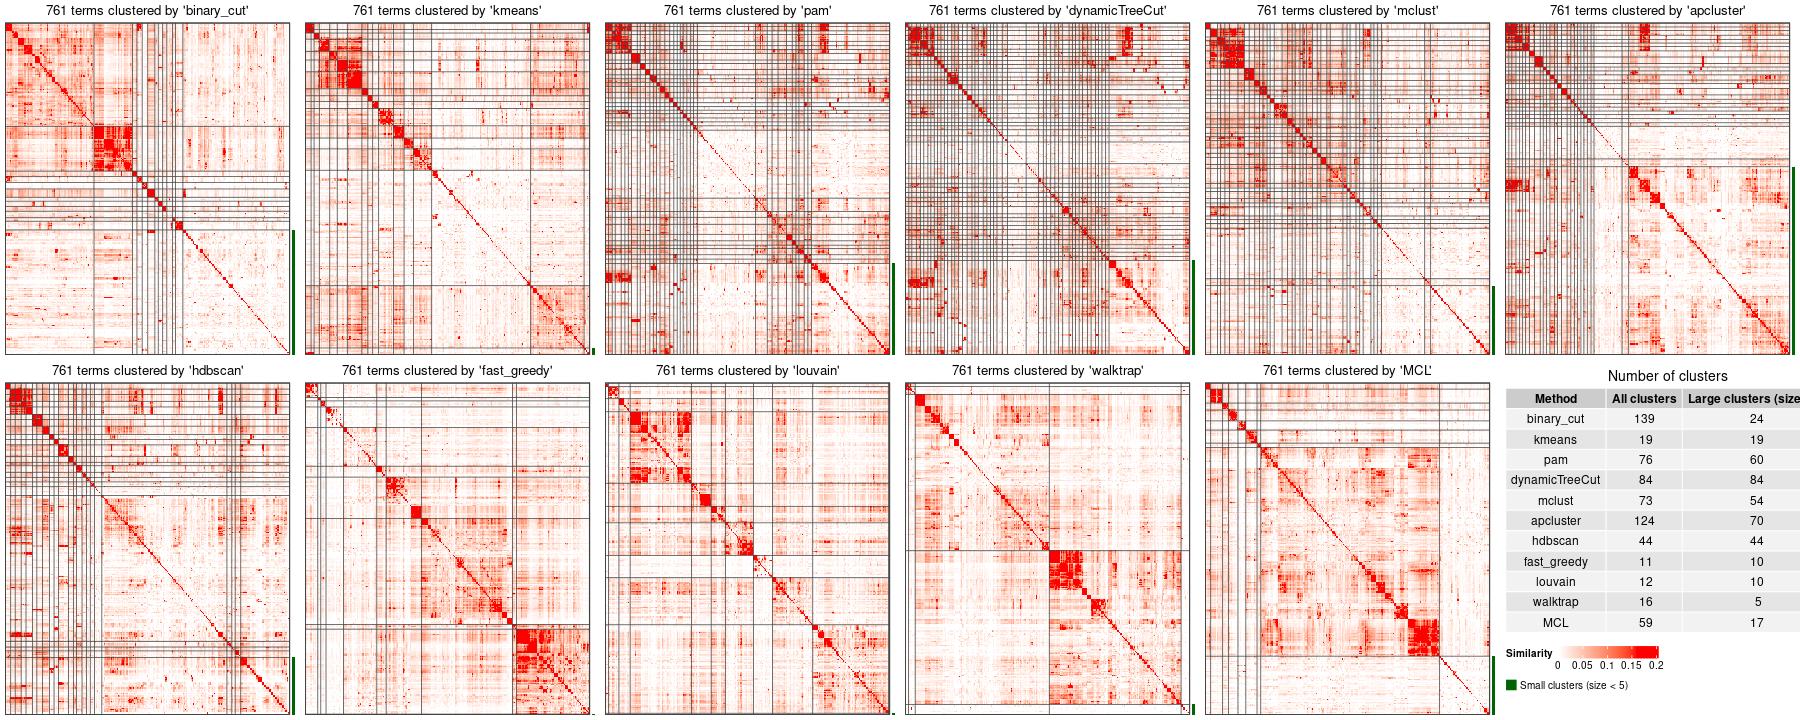 761 terms clustered by 'binary_cut'
761 terms clustered by 'kmeans'
761 terms clustered by 'pam'
761 terms clustered by 'dynamicTreeCut'
761 terms clustered by 'mclust'
761 terms clustered by 'apcluster'
761 terms clustered by 'hdbscan'
761 terms clustered by 'fast_greedy'
761 terms clustered by 'louvain'
761 terms clustered by 'walktrap'
761 terms clustered by 'MCL'
Number of clusters
Method All clusters Large clusters (size
binary_cut 139 24
kmeans 19 19
pam 76 60
dynamicTreeCut 84 84
mclust 73 54
apcluster 124 70
hdbscan 44 44
fast_greedy 11 10
louvain 12 10
walktrap 16 5
MCL 59 17
Similarity
0 0.05 0.1 0.15 0.2
Small clusters (size < 5)